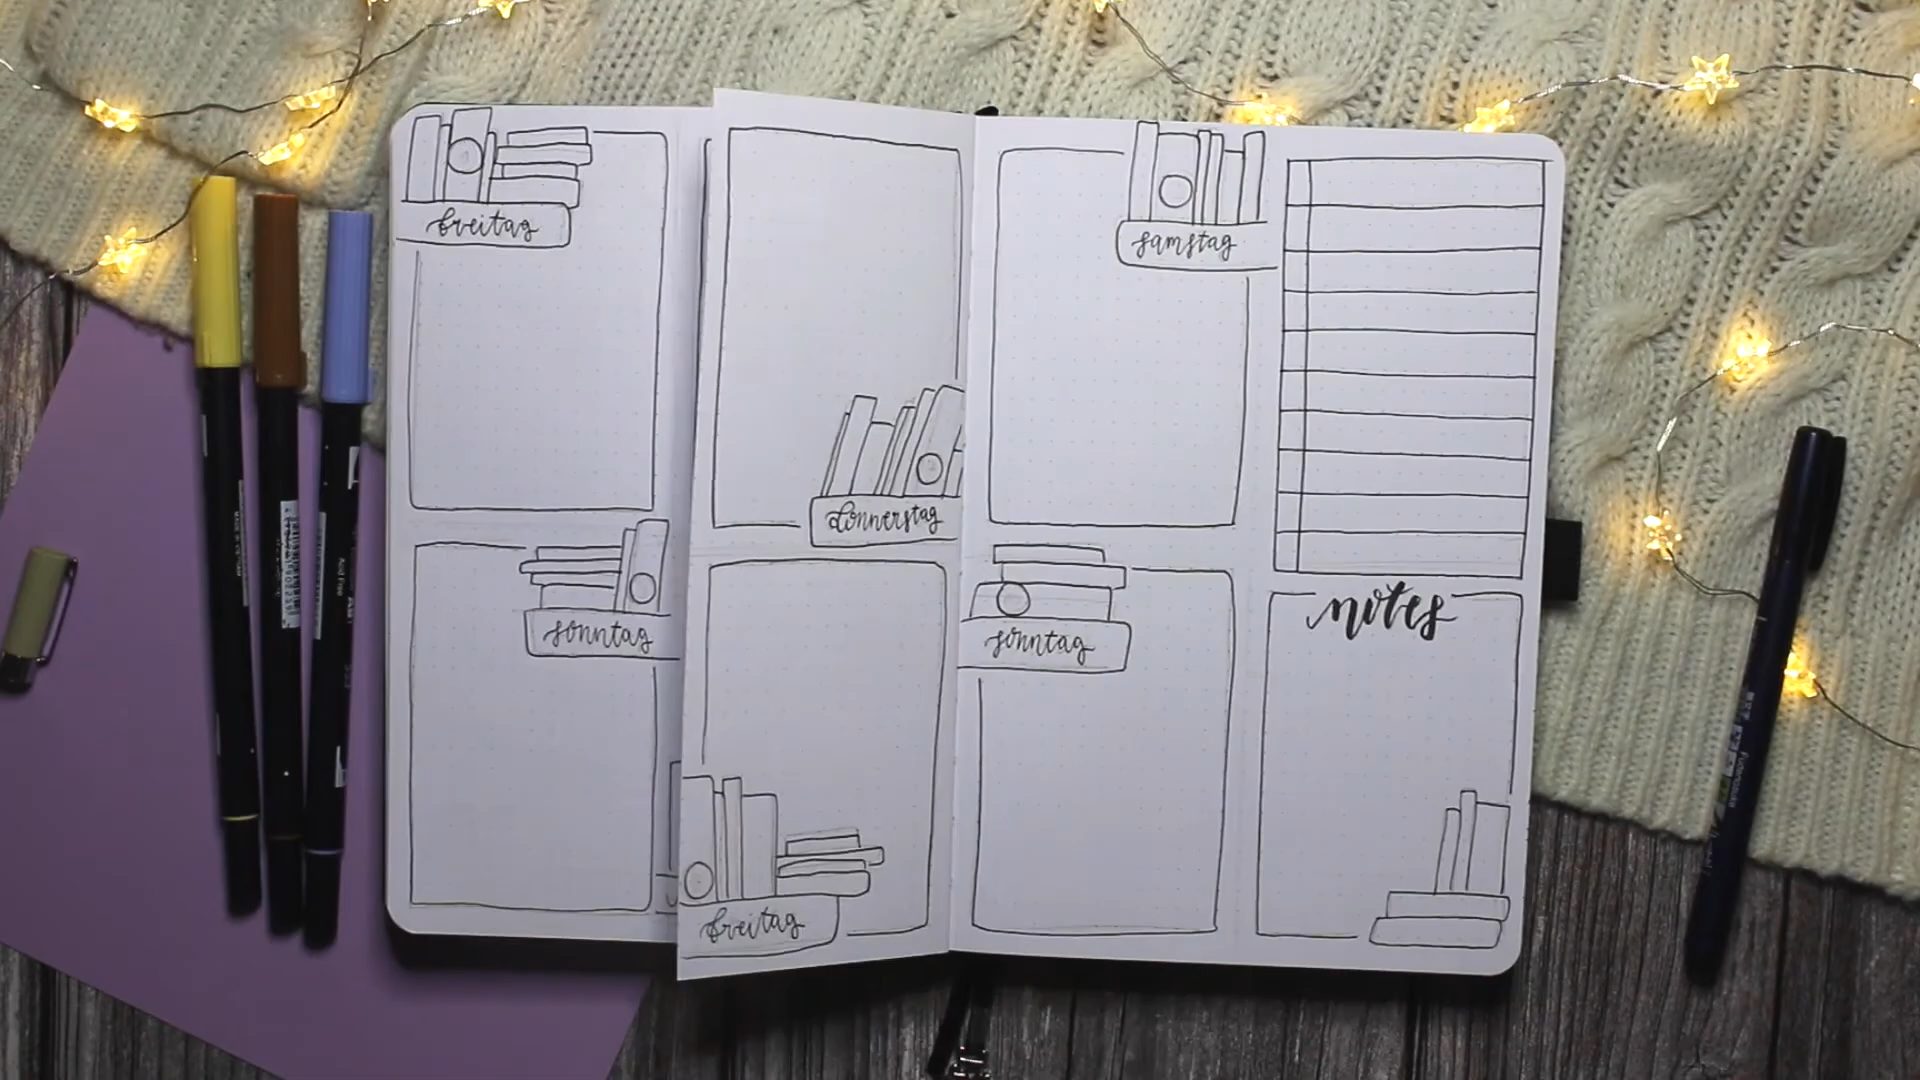 freitag
sonntag
donnerstag
freitag
samstag
sonntag
notes